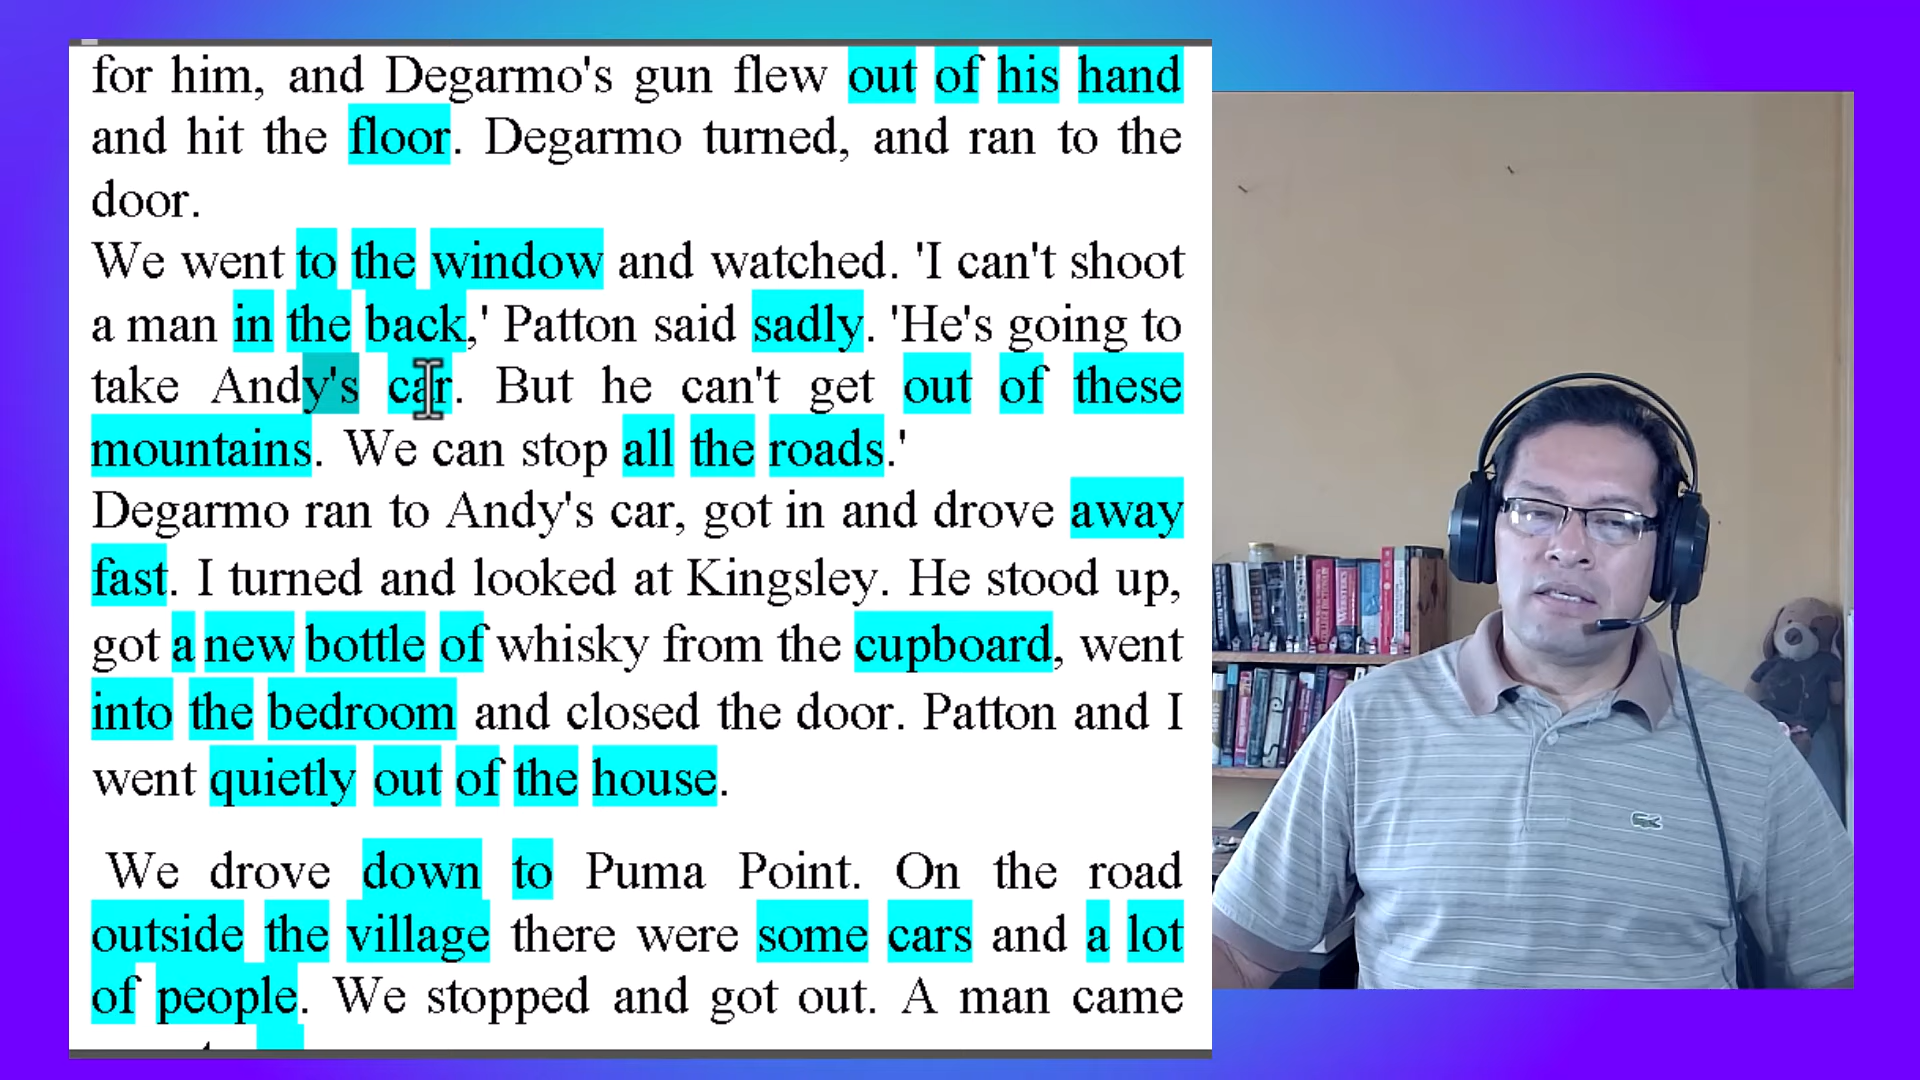 for him, and Degarmo's gun flew out of his hand
and hit the floor. Degarmo turned, and ran to the
door.
We went to the window and watched. 'I can't shoot
a man in the back,' Patton said sadly. 'He's going to
take Andy's car. But he can't get out of these
mountains. We can stop all the roads.'
Degarmo ran to Andy's car, got in and drove away
fast. I turned and looked at Kingsley. He stood up,
got a new bottle of whisky from the cupboard, went
into the bedroom and closed the door. Patton and I
went quietly out of the house.
We drove down to Puma Point. On the road
outside the village there were some cars and a lot
of people. We stopped and got out. A man came